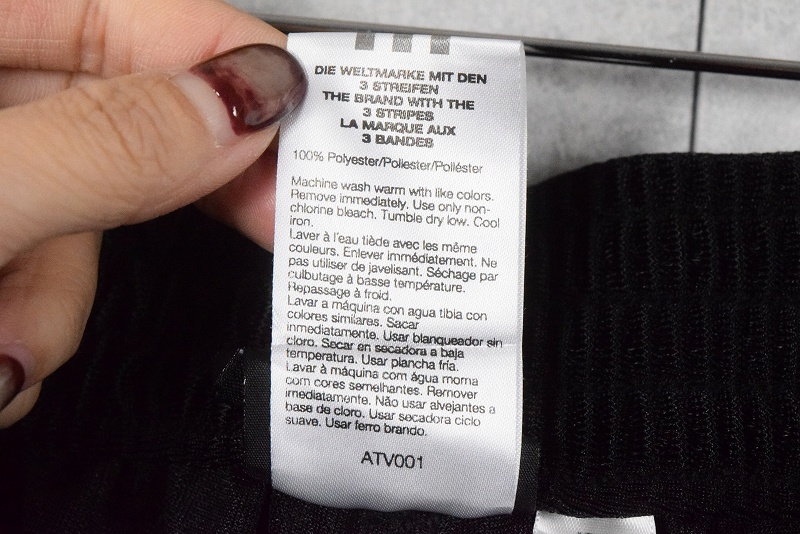 DIE WELTMARKE MIT DEN
3 STREIFEN
THE BRAND WITH THE
3 STRIPES
LA MARQUE AUX
3 BANDES
100% Polyester/Poliester/Poliéster
Machine wash warm with like colors.
Remove immediately. Use only non-
chlorine bleach. Tumble dry low. Cool
iron.
Laver à l'eau tiède avec les même
couleurs. Enlever immédiatement. Ne
pas utiliser de javelisant. Séchage par
culbutage à basse température.
Repassage à froid.
Lavar a máquina con agua tibia con
colores similares. Sacar
inmediatamente. Usar blanqueador sin
cloro. Secar en secadora a baja
temperatura. Usar plancha fria.
Lavar à máquina com água morna
com cores semelhantes. Remover
imediatamente. Não usar alvejantes a
base de cloro. Usar secadora ciclo
suave. Usar ferro brando.
ATV001